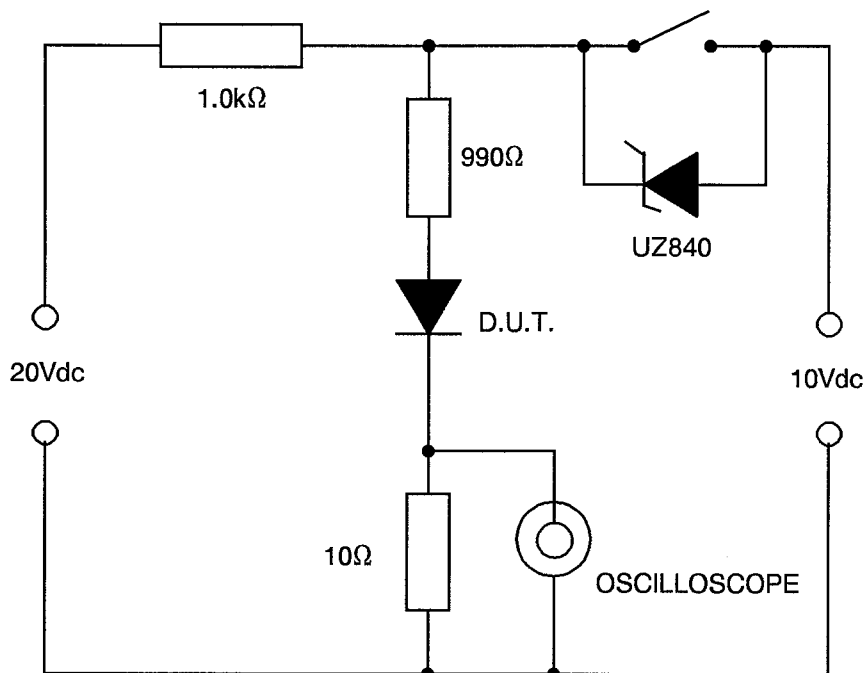 1.0kΩ
990Ω
UZ840
D.U.T.
20Vdc
10Vdc
10Ω
OSCILLOSCOPE